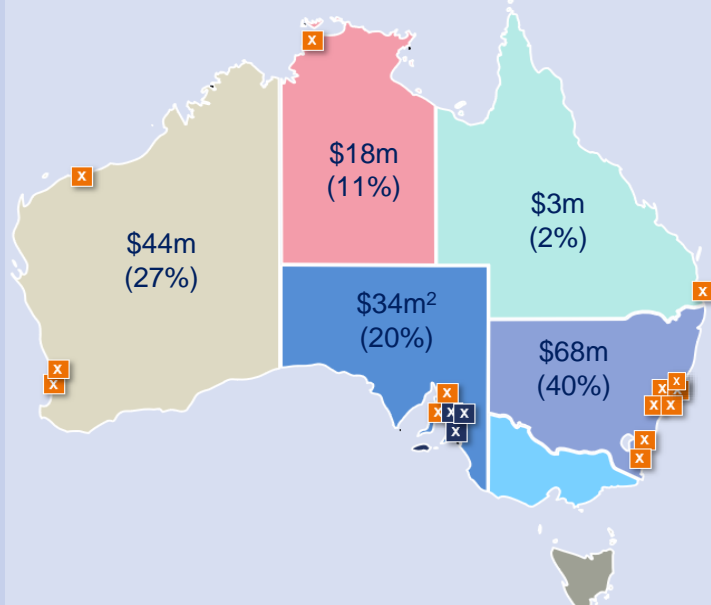 X
$18m
(11%)
X
$3m
(2%)
$44m
(27%)
X
$34m²
(20%)
$68m
(40%)
X
X
X
X
X
X X
X X X
X
X
X